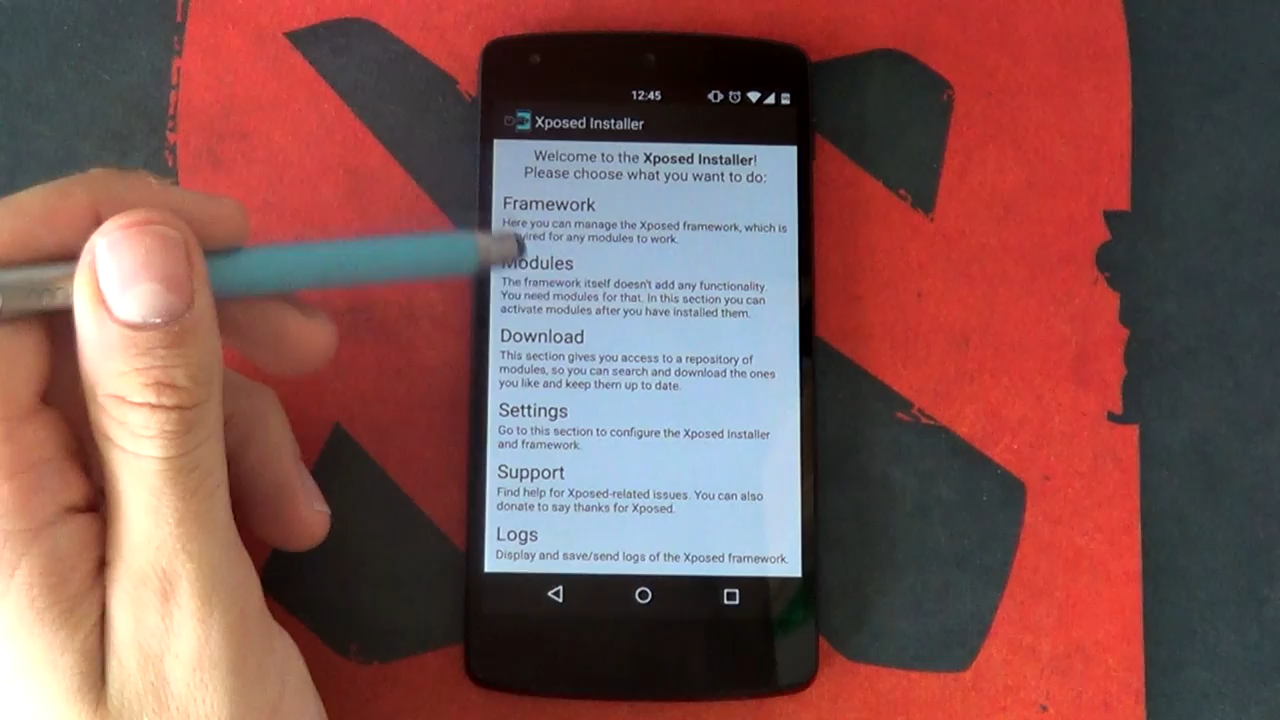 12:45
Xposed Installer
Welcome to the Xposed Installer!
Please choose what you want to do:
Framework
Here you can manage the Xposed framework, which is
for any modules to work.
Modules
The framework itself doesn't add any functionality.
You need modules for that. In this section you can
activate modules after you have installed them.
Download
This section gives you access to a repository of
modules, so you can search and download the ones
you like and keep them up to date.
Settings
Go to this section to configure the Xposed Installer
and framework.
Support
Find help for Xposed-related issues. You can also
donate to say thanks for Xposed.
Logs
Display and save/send logs of the Xposed framework.